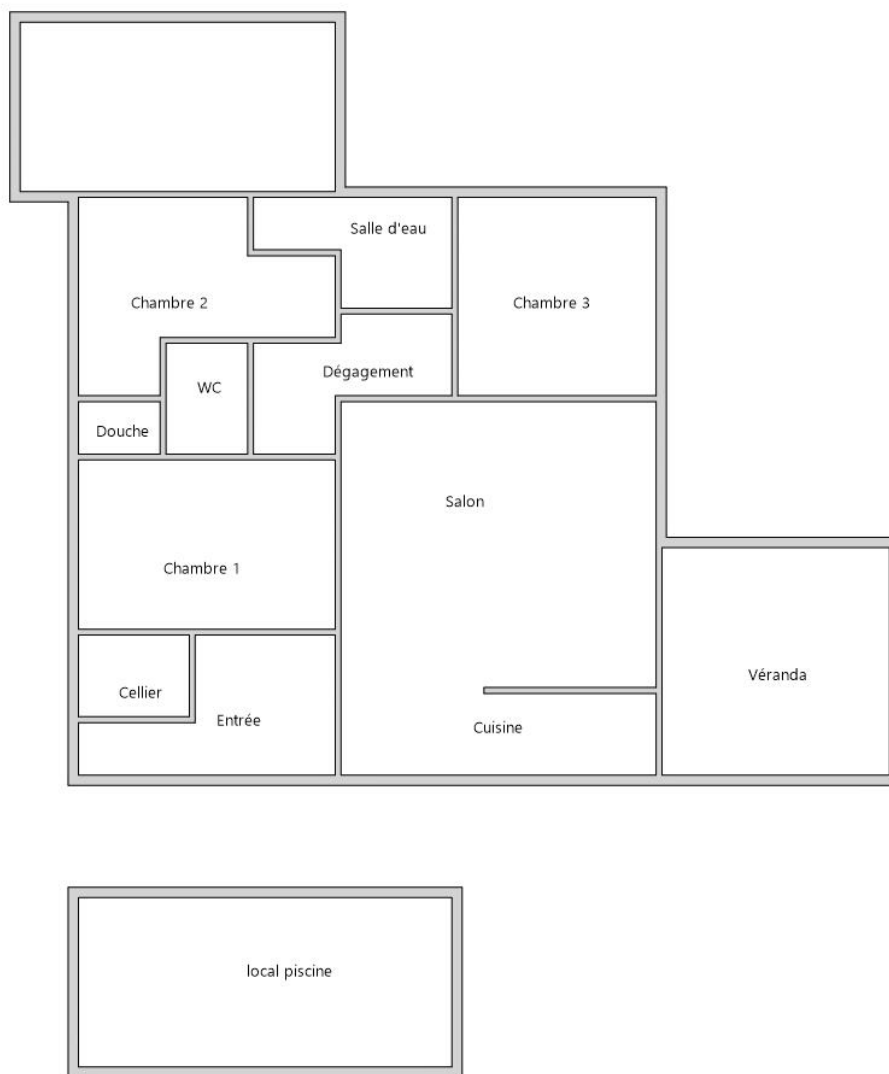 Salle d'eau
Chambre 2
Chambre 3
Dégagement
WC
Douche
Salon
Chambre 1
Véranda
Cellier
Entrée
Cuisine
local piscine